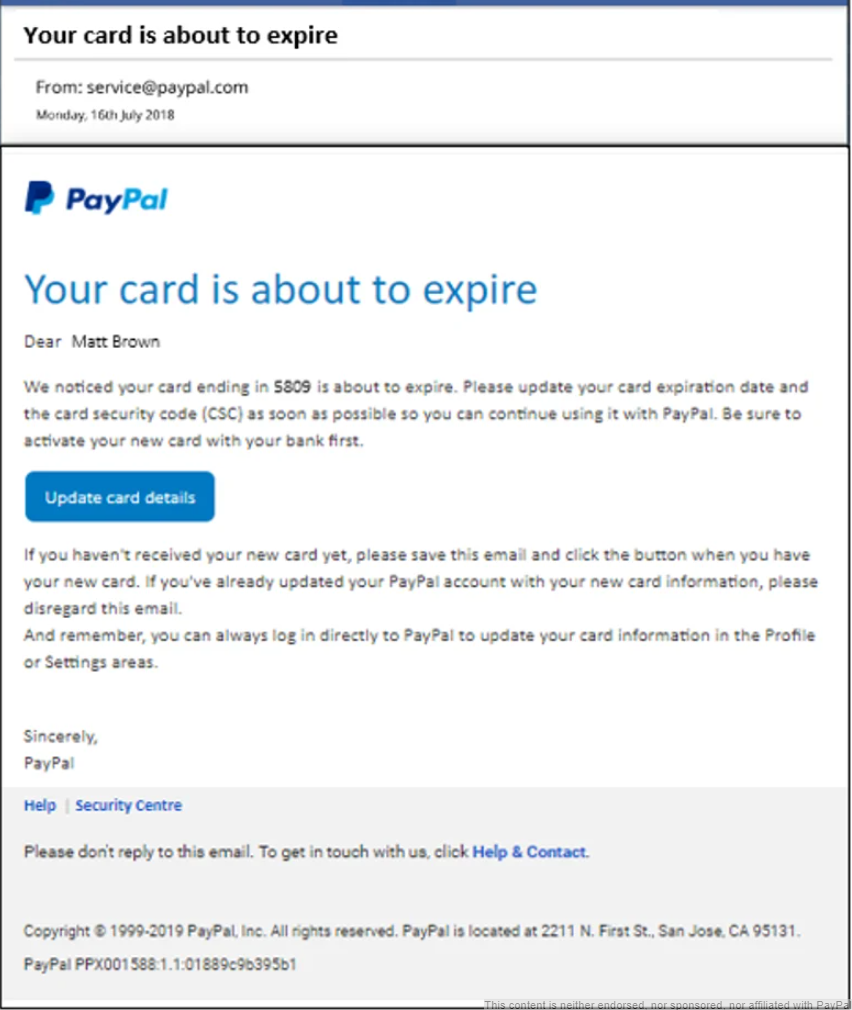 Your card is about to expire
From: service@paypal.com
Monday, 16th July 2018
PayPal
Your card is about to expire
Dear Matt Brown
We noticed your card ending in 5809 is about to expire. Please update your card expiration date and
the card security code (CSC) as soon as possible so you can continue using it with PayPal. Be sure to
activate your new card with your bank first.
Update card details
If you haven't received your new card yet, please save this email and click the button when you have
your new card. If you've already updated your PayPal account with your new card information, please
disregard this email.
And remember, you can always log in directly to PayPal to update your card information in the Profile
or Settings areas.
Sincerely,
PayPal
Help | Security Centre
Please don't reply to this email. To get in touch with us, click Help & Contact.
Copyright © 1999-2019 PayPal, Inc. All rights reserved. PayPal is located at 2211 N. First St., San Jose, CA 95131.
PayPal PPX001588:1.1:01889c9b395b1
This content is neither endorsed, nor sponsored, nor affiliated with PayPal